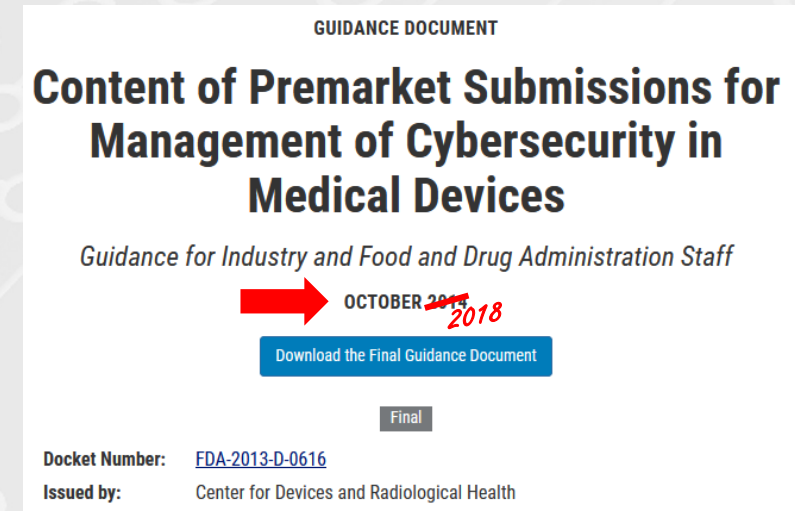 GUIDANCE DOCUMENT
Content of Premarket Submissions for
Management of Cybersecurity in
Medical Devices
Guidance for Industry and Food and Drug Administration Staff
OCTOBER 2014
2018
Download the Final Guidance Document
Final
Docket Number: FDA-2013-D-0616
Issued by: Center for Devices and Radiological Health